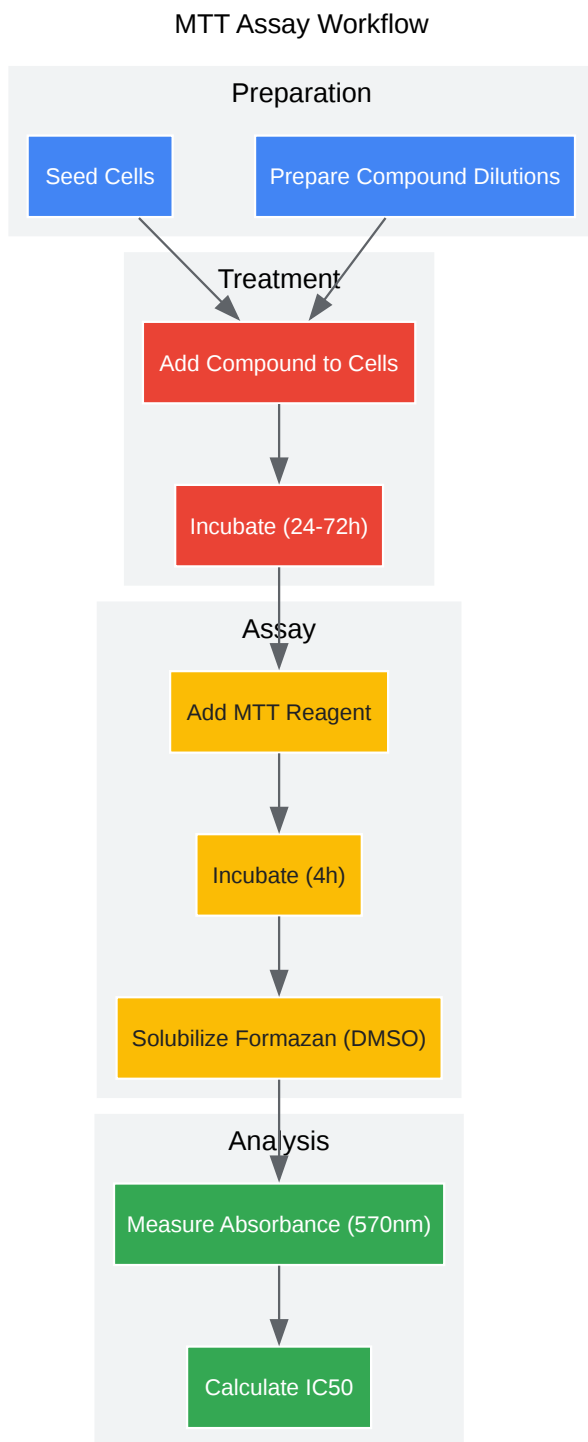 MTT Assay Workflow
Preparation
Seed Cells
Prepare Compound Dilutions
Treatment
Add Compound to Cells
Incubate (24-72h)
Assay
Add MTT Reagent
Incubate (4h)
Solubilize Formazan (DMSO)
Analysis
Measure Absorbance (570nm)
Calculate IC50